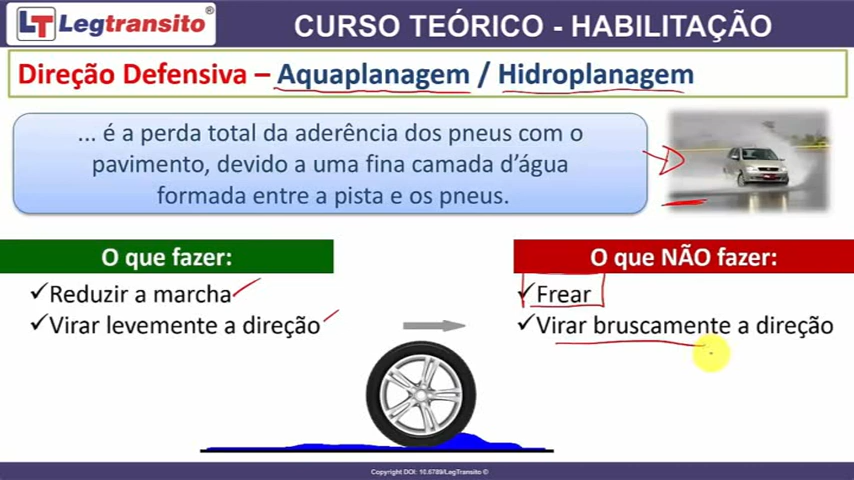 LT Legtransito®
CURSO TEÓRICO - HABILITAÇÃO
Direção Defensiva – Aquaplanagem / Hidroplanagem
... é a perda total da aderência dos pneus com o
pavimento, devido a uma fina camada d’água
formada entre a pista e os pneus.
O que fazer:
✓Reduzir a marcha
✓Virar levemente a direção
O que NÃO fazer:
✓Frear
✓Virar bruscamente a direção
Copyright DOI: 10.6789/LegTransito ©